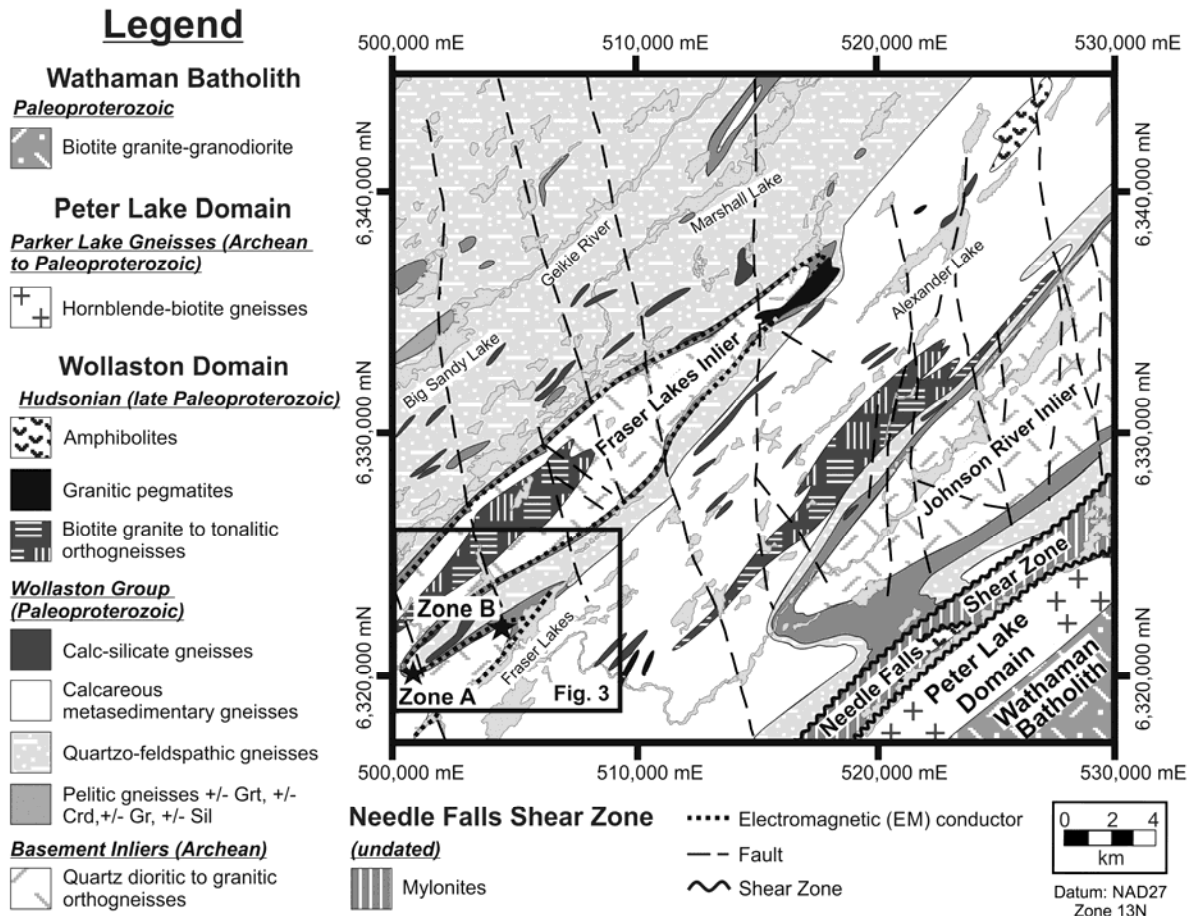 Legend
Wathaman Batholith
Paleoproterozoic
Biotite granite-granodiorite
Peter Lake Domain
Parker Lake Gneisses (Archean
to Paleoproterozoic)
Hornblende-biotite gneisses
Wollaston Domain
Hudsonian (late Paleoproterozoic)
Amphibolites
Granitic pegmatites
Biotite granite to tonalitic
orthogneisses
Wollaston Group
(Paleoproterozoic)
Calc-silicate gneisses
Calcareous
metasedimentary gneisses
Quartzo-feldspathic gneisses
Pelitic gneisses +/- Grt, +/-
Crd,+/- Gr, +/- Sil
Basement Inliers (Archean)
Quartz dioritic to granitic
orthogneisses
500,000 mE
510,000 mE
520,000 mE
530,000 mE
6,340,000 mN
6,330,000 mN
6,320,000 mN
6,340,000 mN
6,330,000 mN
6,320,000 mN
Geikie River
Marshall Lake
Big Sandy Lake
Alexander Lake
Fraser Lakes Inlier
Johnson River Inlier
Zone B
Zone A
Fraser Lakes
Fig. 3
Needle Falls Shear Zone
Peter Lake
Domain
Wathaman
Batholith
500,000 mE
510,000 mE
520,000 mE
530,000 mE
Needle Falls Shear Zone
(undated)
Mylonites
Electromagnetic (EM) conductor
Fault
Shear Zone
0 2 4
km
Datum: NAD27
Zone 13N